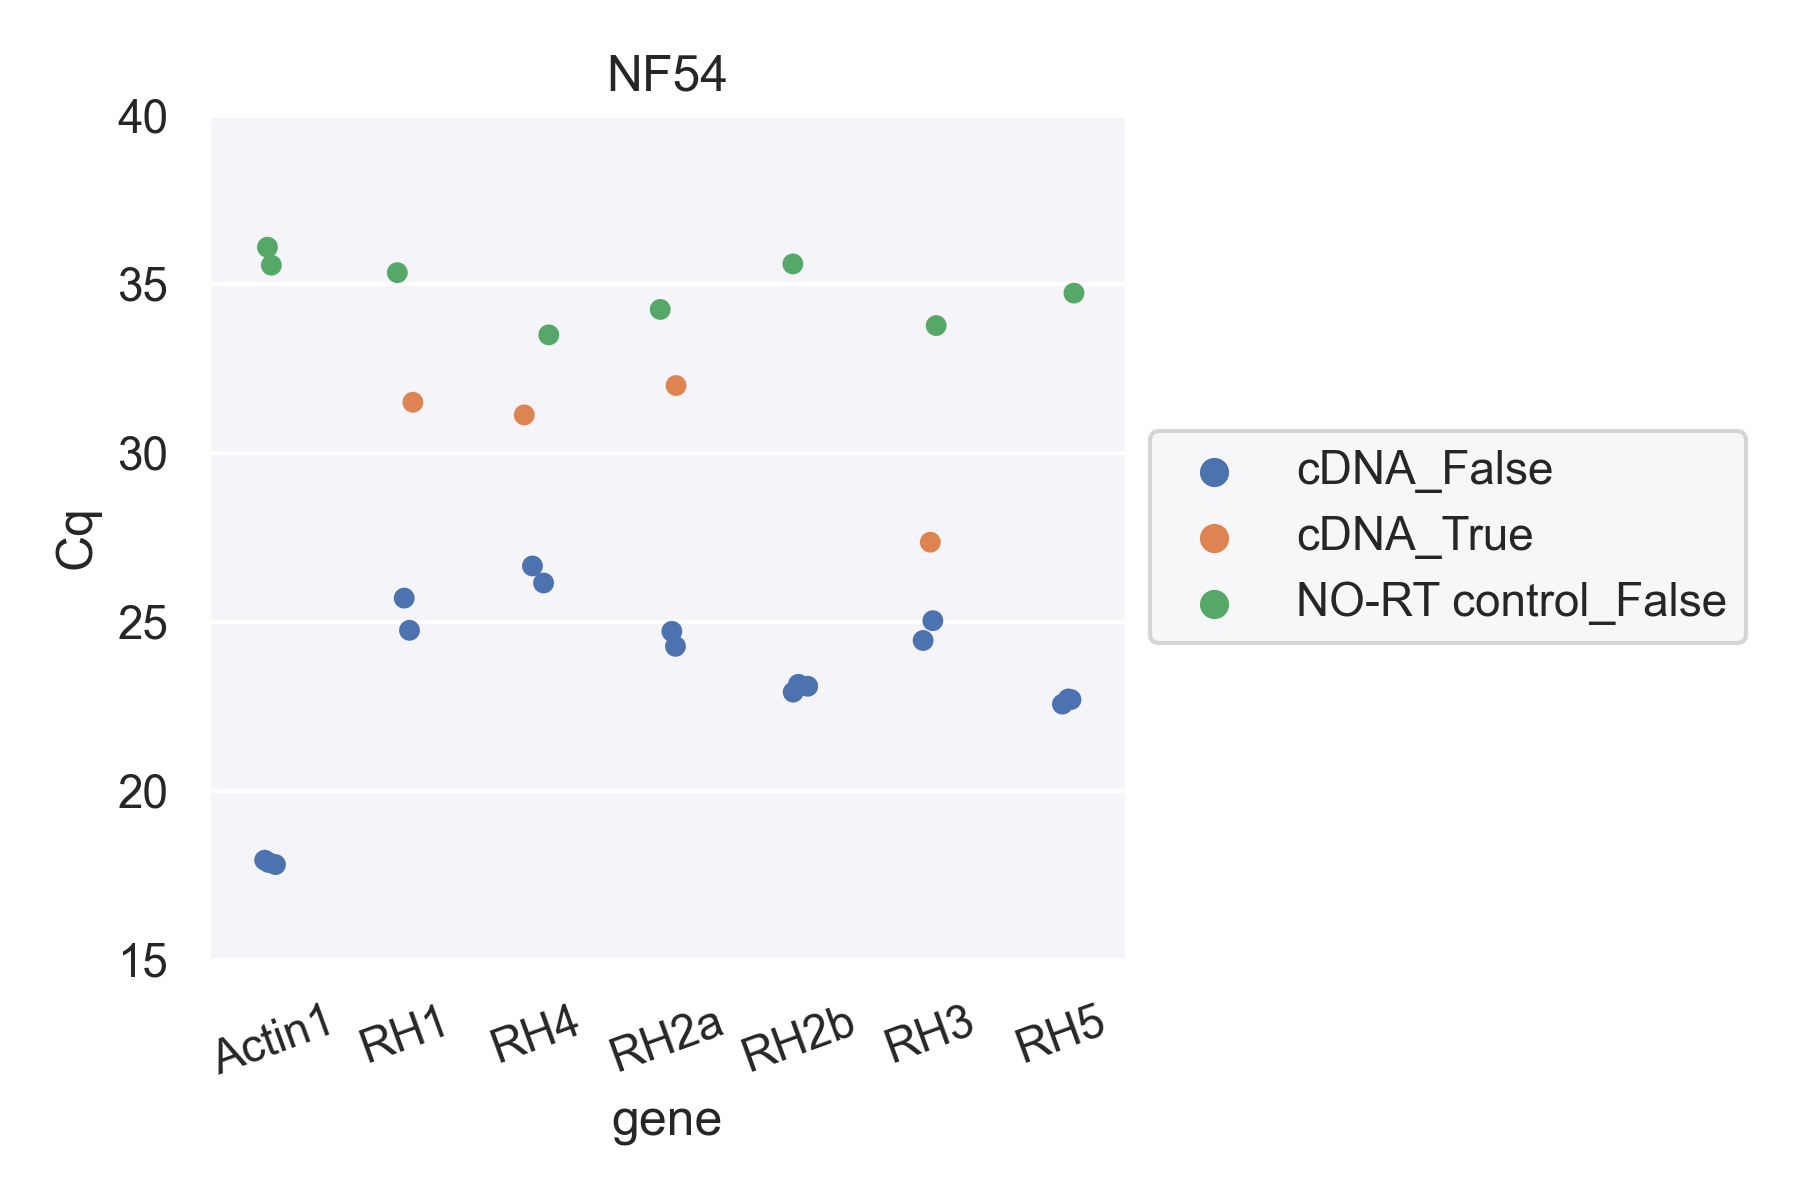 NF54
40
35
30
25
20
15
Cq
Actin1 RH1 RH4 RH2a RH2b RH3 RH5
gene
cDNA_False
cDNA_True
NO-RT control_False